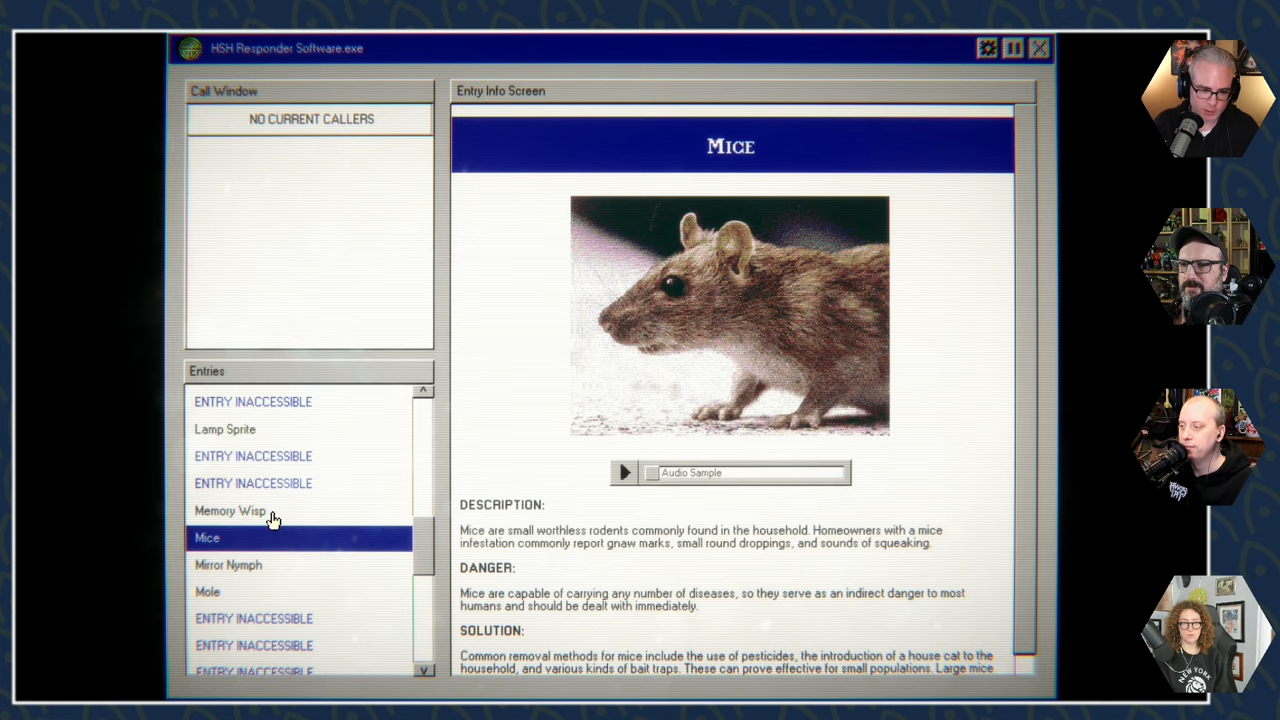 HSH Responder Software.exe
Call Window
NO CURRENT CALLERS
Entries
ENTRY INACCESSIBLE
Lamp Sprite
ENTRY INACCESSIBLE
ENTRY INACCESSIBLE
Memory Wisp
Mice
Mirror Nymph
Mole
ENTRY INACCESSIBLE
ENTRY INACCESSIBLE
ENTRY INACCESSIBLE
Entry Info Screen
MICE
Audio Sample
DESCRIPTION:
Mice are small worthless rodents commonly found in the household. Homeowners with a mice
infestation commonly report gnaw marks, small round droppings, and sounds of squeaking.
DANGER:
Mice are capable of carrying any number of diseases, so they serve as an indirect danger to most
humans and should be dealt with immediately.
SOLUTION:
Common removal methods for mice include the use of pesticides, the introduction of a house cat to the
household, and various kinds of bait traps. These can prove effective for small populations. Large mice
NEW YORK